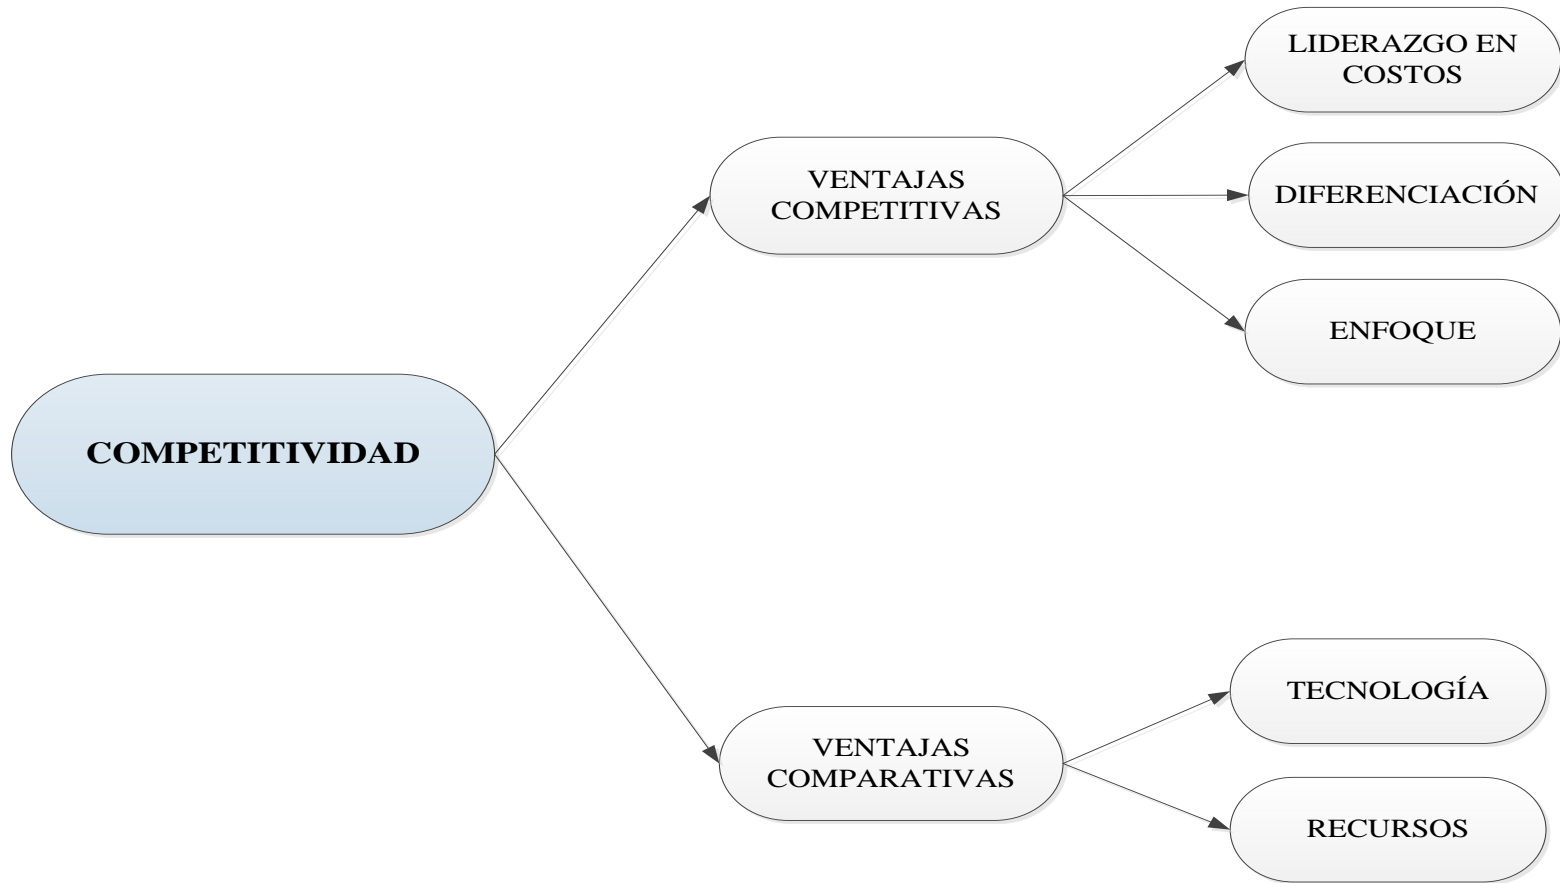 LIDERAZGO EN
COSTOS
VENTAJAS
COMPETITIVAS
DIFERENCIACIÓN
ENFOQUE
COMPETITIVIDAD
TECNOLOGÍA
VENTAJAS
COMPARATIVAS
RECURSOS